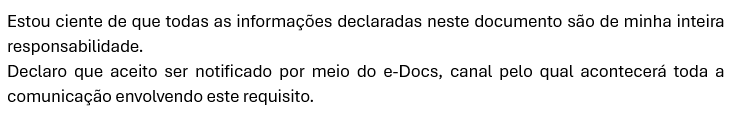 Estou ciente de que todas as informações declaradas neste documento são de minha inteira
responsabilidade.
Declaro que aceito ser notificado por meio do e-Docs, canal pelo qual acontecerá toda a
comunicação envolvendo este requisito.